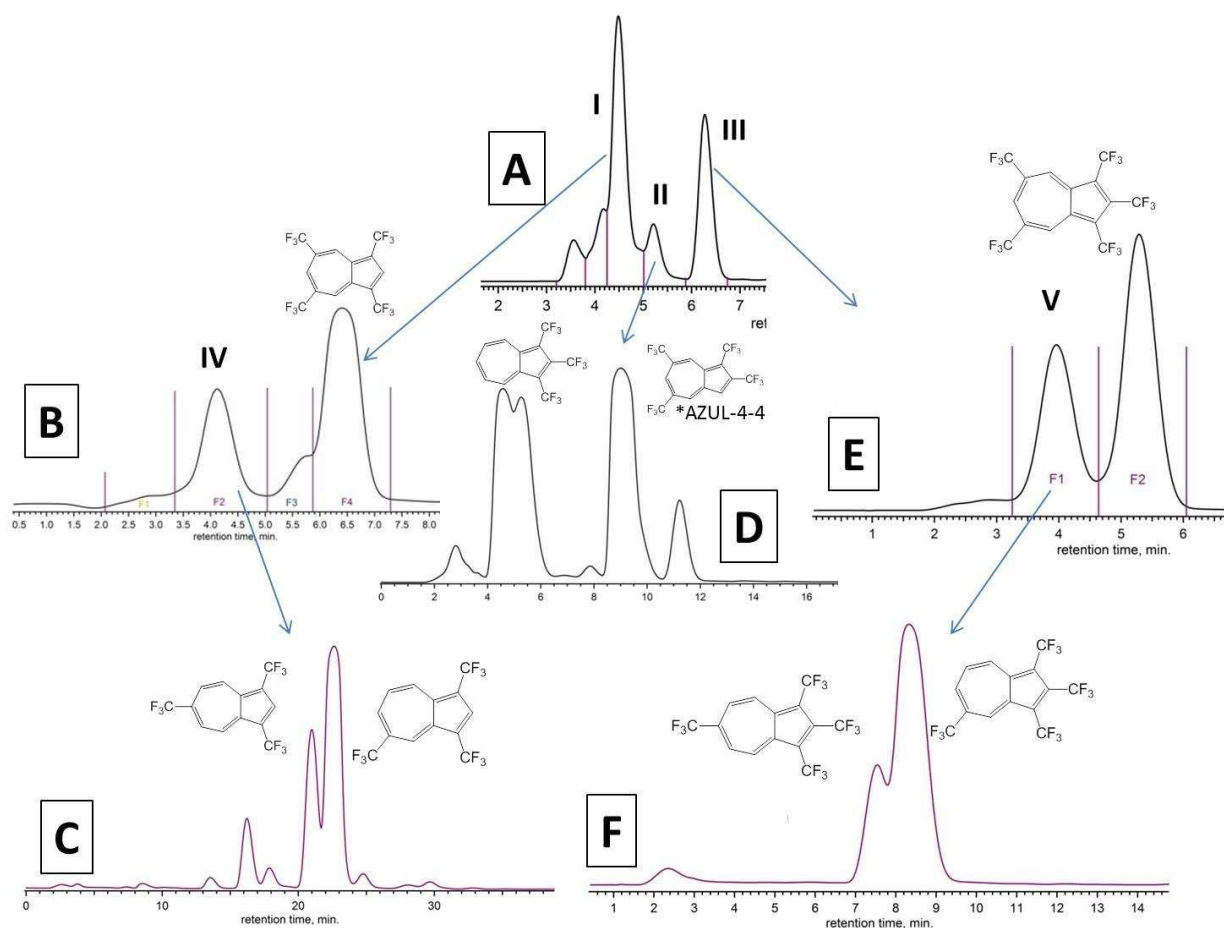 A
I
II
III
2 3 4 5 6 7
ret
F₃C CF₃
F₃C CF₃
B
IV
F1 F2 F3 F4
0.5 1.0 1.5 2.0 2.5 3.0 3.5 4.0 4.5 5.0 5.5 6.0 6.5 7.0 7.5 8.0
retention time, min.
CF₃
CF₃
CF₃
F₃C CF₃
CF₃
F₃C
*AZUL-4-4
D
0 2 4 6 8 10 12 14 16
F₃C CF₃
CF₃
F₃C CF₃
E
V
F1 F2
1 2 3 4 5 6
retention time, min.
C
CF₃
F₃C
CF₃
CF₃
F₃C CF₃
0 10 20 30
retention time, min.
F
CF₃
F₃C CF₃
CF₃
CF₃
CF₃
F₃C CF₃
1 2 3 4 5 6 7 8 9 10 11 12 13 14
retention time, min.